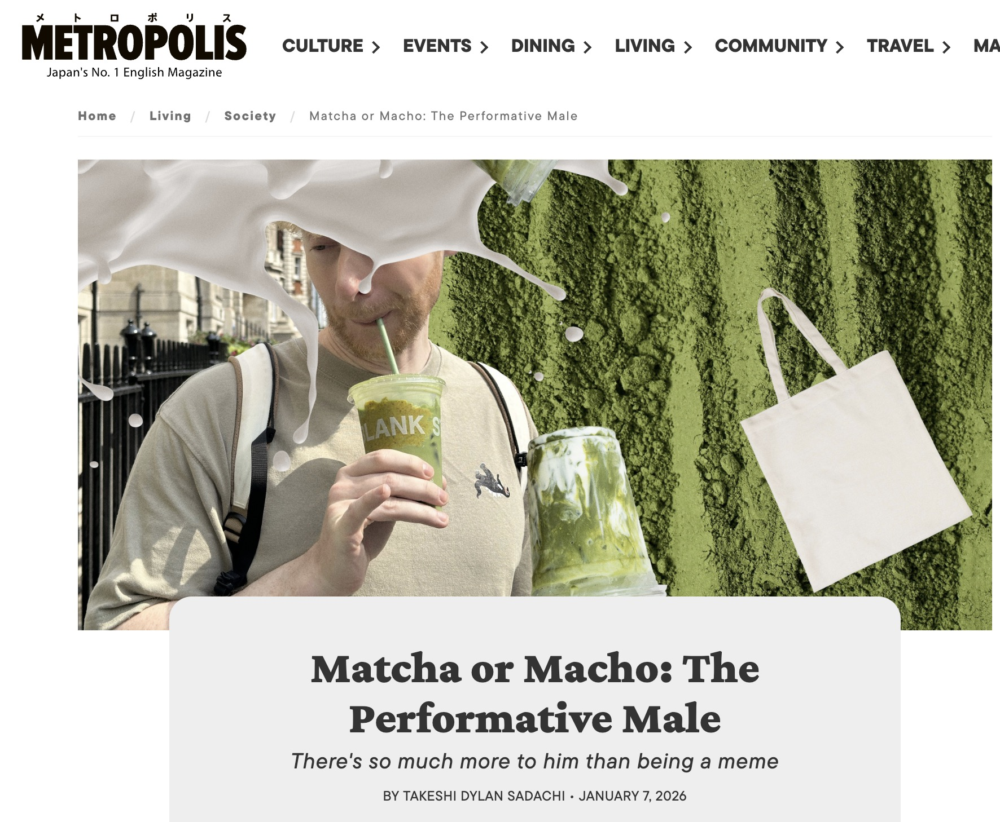 メトロポリス
METROPOLIS
Japan's No. 1 English Magazine
CULTURE EVENTS DINING LIVING COMMUNITY TRAVEL MA
Home / Living / Society / Matcha or Macho: The Performative Male
LANK S
Matcha or Macho: The
Performative Male
There's so much more to him than being a meme
BY TAKESHI DYLAN SADACHI • JANUARY 7, 2026